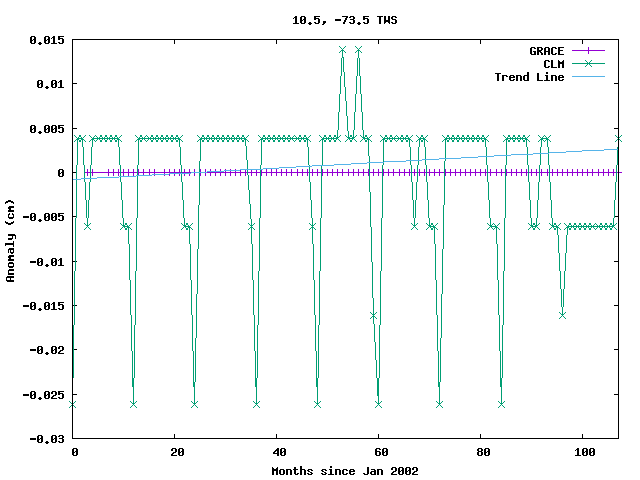 10.5, -73.5 TWS
GRACE
CLM
Trend Line
0.015
0.01
0.005
0
-0.005
-0.01
-0.015
-0.02
-0.025
-0.03
Anomaly (cm)
0 20 40 60 80 100
Months since Jan 2002